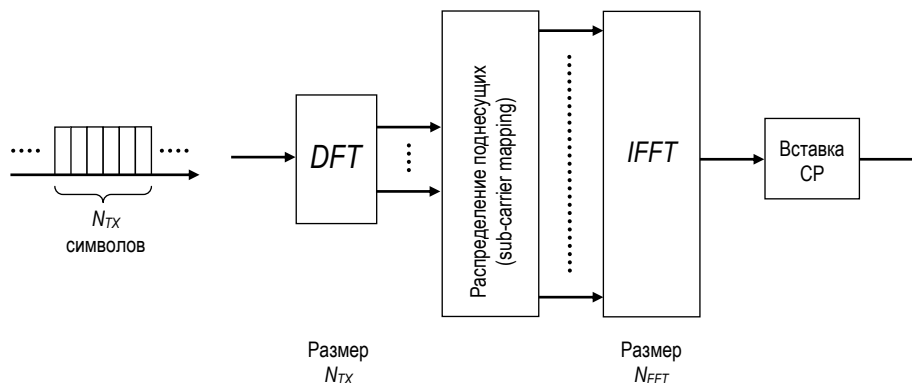 N_TX
символов
DFT
Распределение поднесущих
(sub-carrier mapping)
IFFT
Вставка
CP
Размер
N_TX
Размер
N_FFT